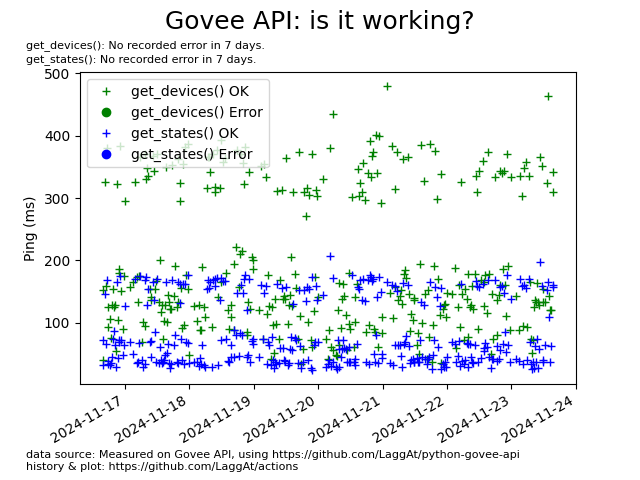 Govee API: is it working?
get_devices(): No recorded error in 7 days.
get_states(): No recorded error in 7 days.
500
400
300
200
100
Ping (ms)
get_devices() OK
get_devices() Error
get_states() OK
get_states() Error
2024-11-17
2024-11-18
2024-11-19
2024-11-20
2024-11-21
2024-11-22
2024-11-23
2024-11-24
data source: Measured on Govee API, using https://github.com/LaggAt/python-govee-api
history & plot: https://github.com/LaggAt/actions